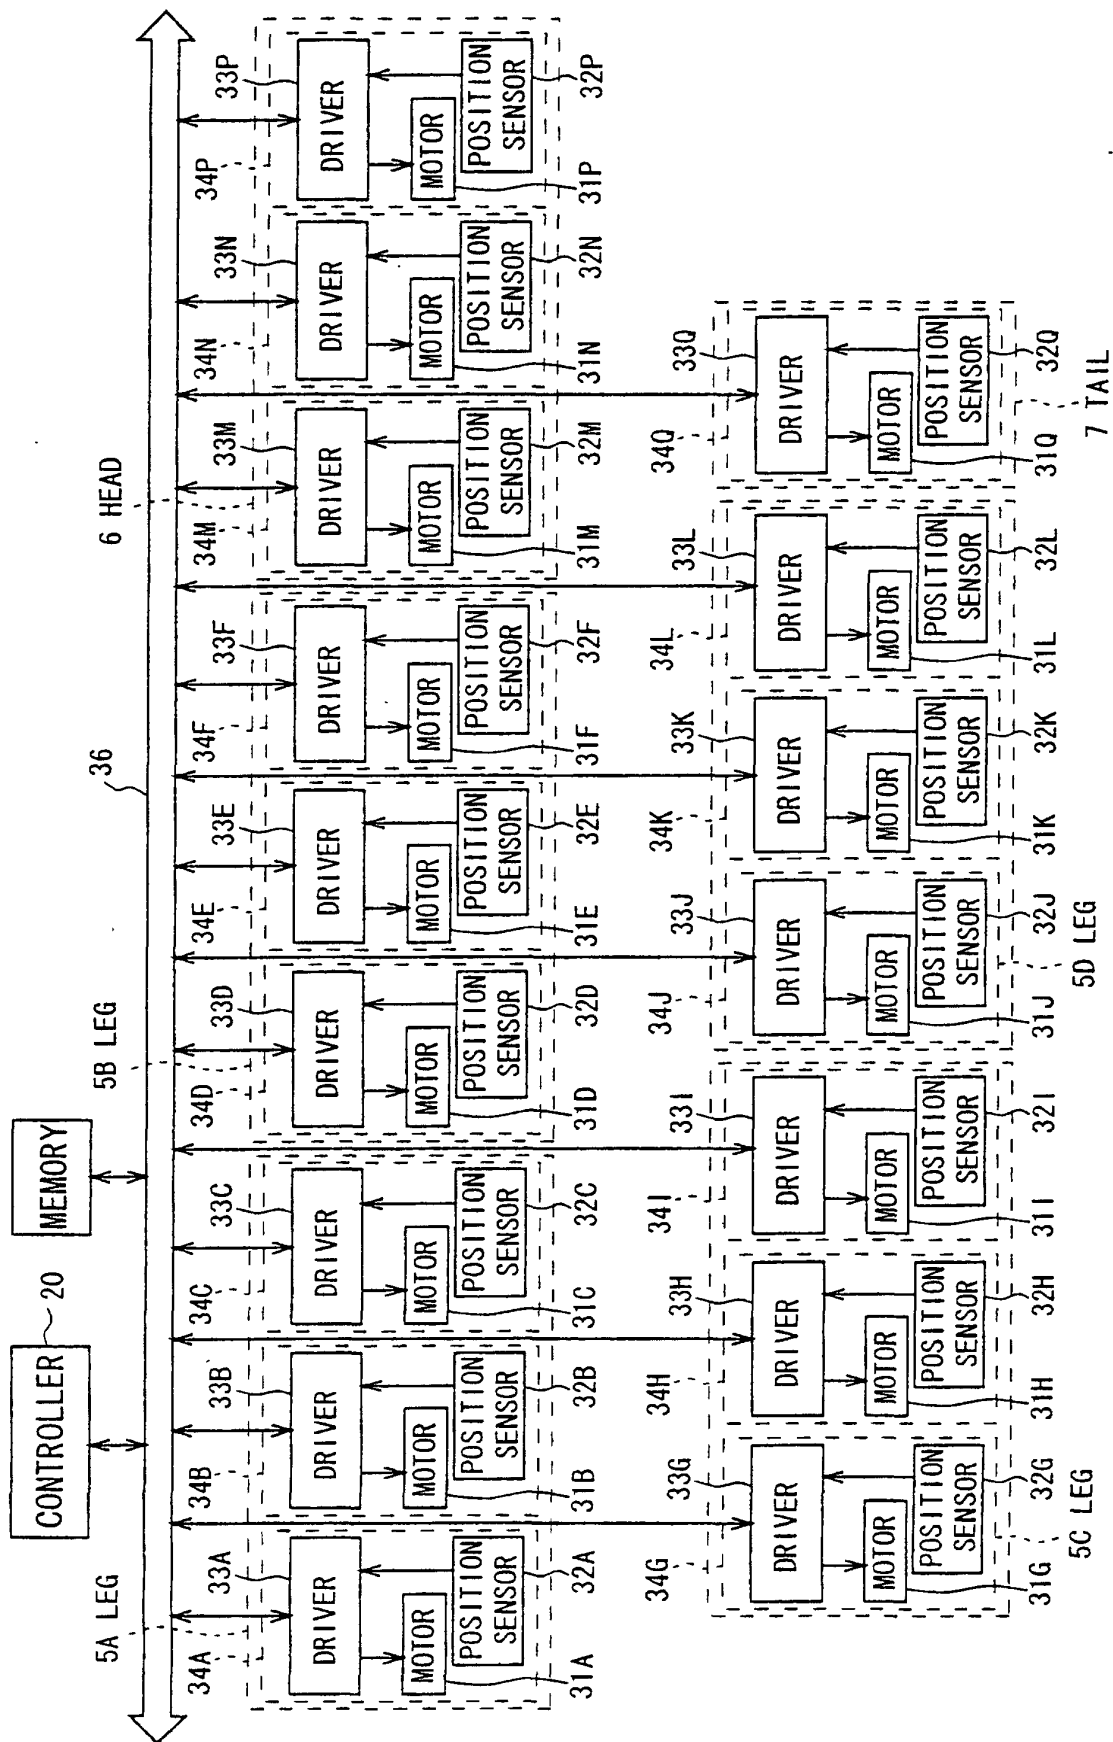 CONTROLLER
20
MEMORY
36
5A LEG
5B LEG
6 HEAD
34A
33A
34B
33B
34C
33C
34D
33D
34E
33E
34F
33F
34M
33M
34N
33N
34P
33P
DRIVER
DRIVER
DRIVER
DRIVER
DRIVER
DRIVER
DRIVER
DRIVER
DRIVER
MOTOR
POSITION
SENSOR
MOTOR
POSITION
SENSOR
MOTOR
POSITION
SENSOR
MOTOR
POSITION
SENSOR
MOTOR
POSITION
SENSOR
MOTOR
POSITION
SENSOR
MOTOR
POSITION
SENSOR
MOTOR
POSITION
SENSOR
MOTOR
POSITION
SENSOR
31A
32A
31B
32B
31C
32C
31D
32D
31E
32E
31F
32F
31M
32M
31N
32N
31P
32P
34G
33G
34H
33H
34I
33I
34J
33J
34K
33K
34L
33L
34Q
33Q
DRIVER
DRIVER
DRIVER
DRIVER
DRIVER
DRIVER
DRIVER
MOTOR
POSITION
SENSOR
MOTOR
POSITION
SENSOR
MOTOR
POSITION
SENSOR
MOTOR
POSITION
SENSOR
MOTOR
POSITION
SENSOR
MOTOR
POSITION
SENSOR
MOTOR
POSITION
SENSOR
31G
32G
31H
32H
31I
32I
31J
32J
31K
32K
31L
32L
31Q
32Q
5C LEG
5D LEG
7 TAIL